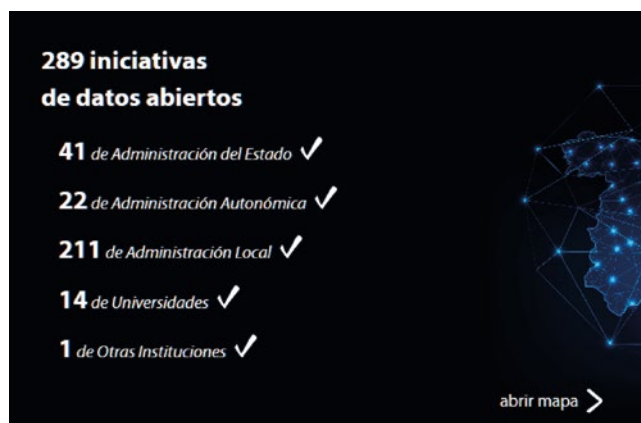 289 iniciativas
de datos abiertos
41 de Administración del Estado
22 de Administración Autonómica
211 de Administración Local
14 de Universidades
1 de Otras Instituciones
abrir mapa